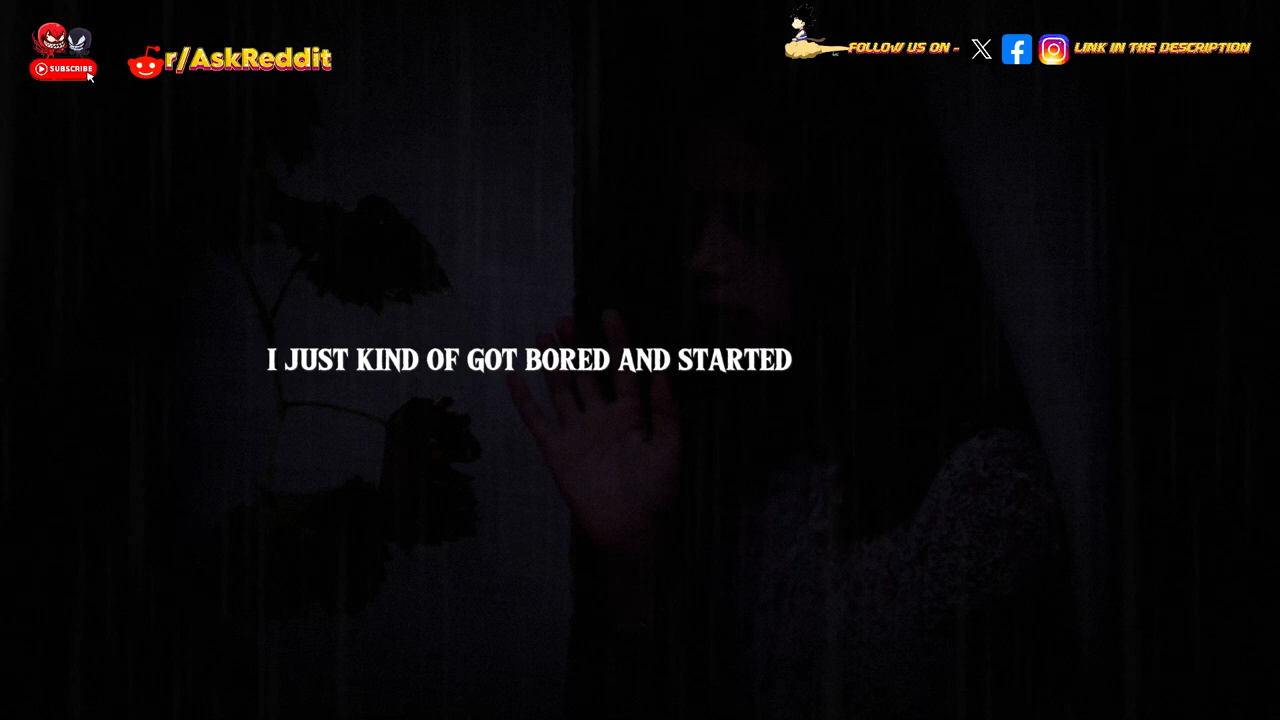 SUBSCRIBE
r/AskReddit
FOLLOW US ON -
LINK IN THE DESCRIPTION
I JUST KIND OF GOT BORED AND STARTED